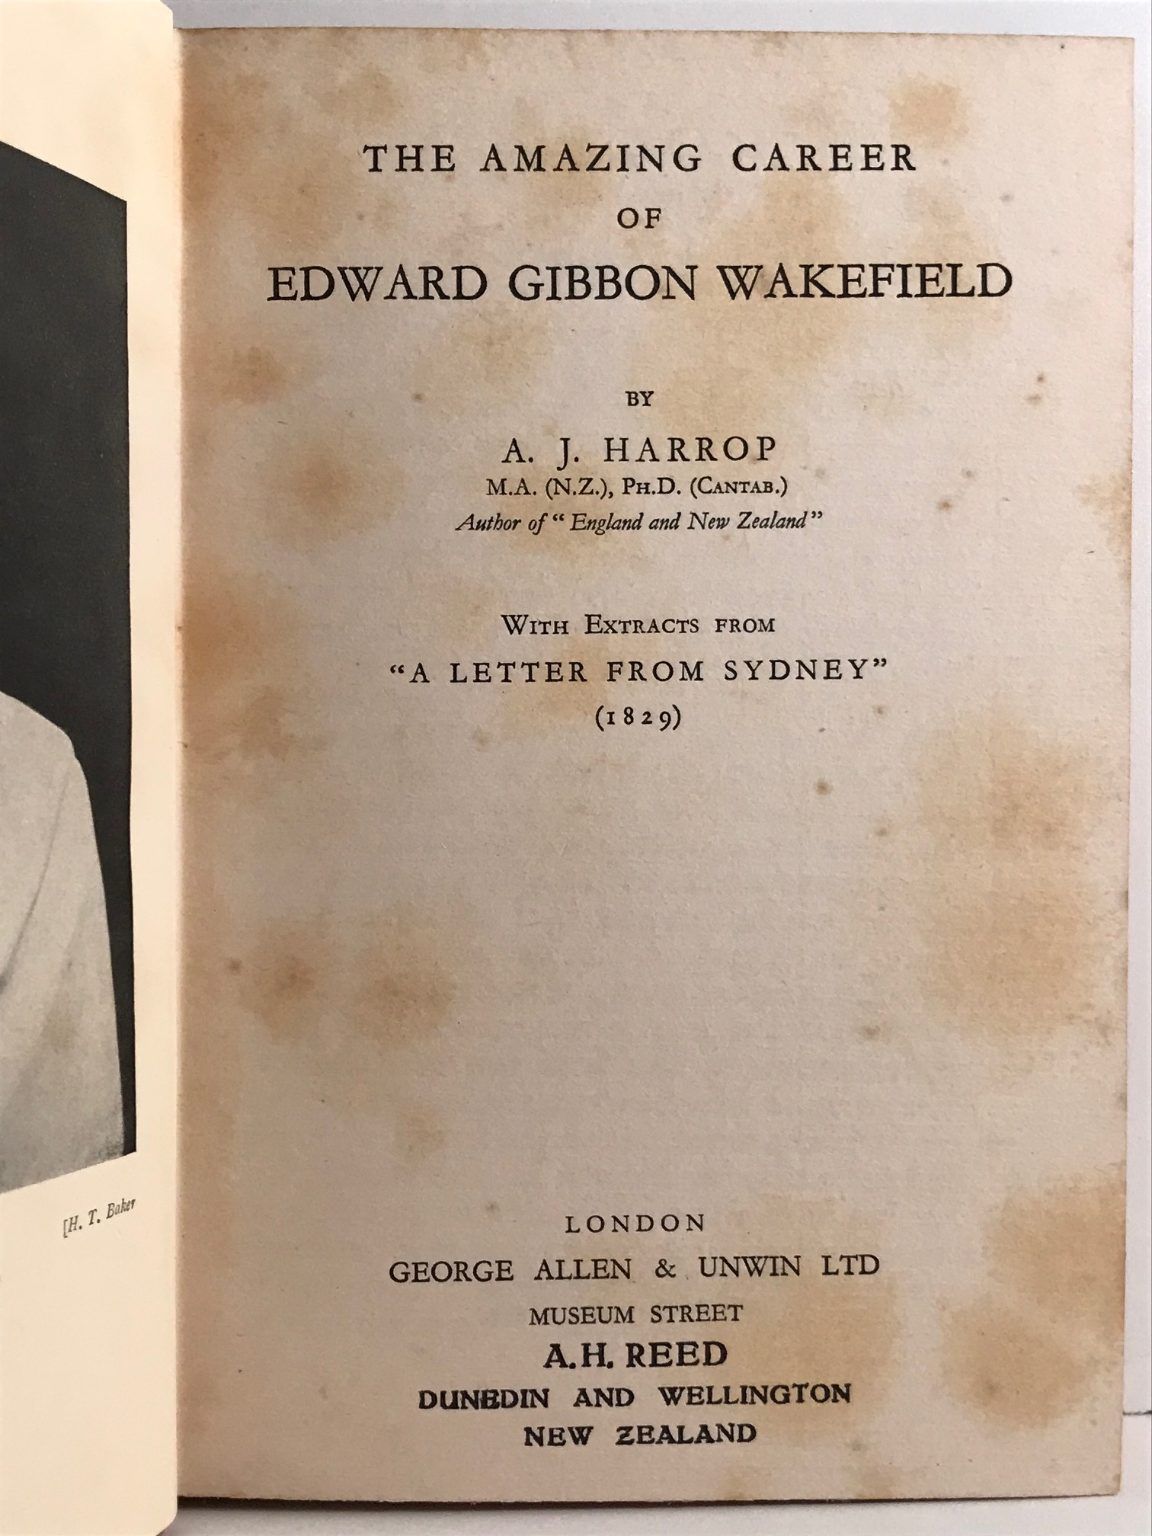 THE AMAZING CAREER
OF
EDWARD GIBBON WAKEFIELD
BY
A. J. HARROP
M.A. (N.Z.), PH.D. (CANTAB.)
Author of “England and New Zealand”
WITH EXTRACTS FROM
“A LETTER FROM SYDNEY”
(1829)
LONDON
GEORGE ALLEN & UNWIN LTD
MUSEUM STREET
A.H. REED
DUNEDIN AND WELLINGTON
NEW ZEALAND
[H. T. Baker